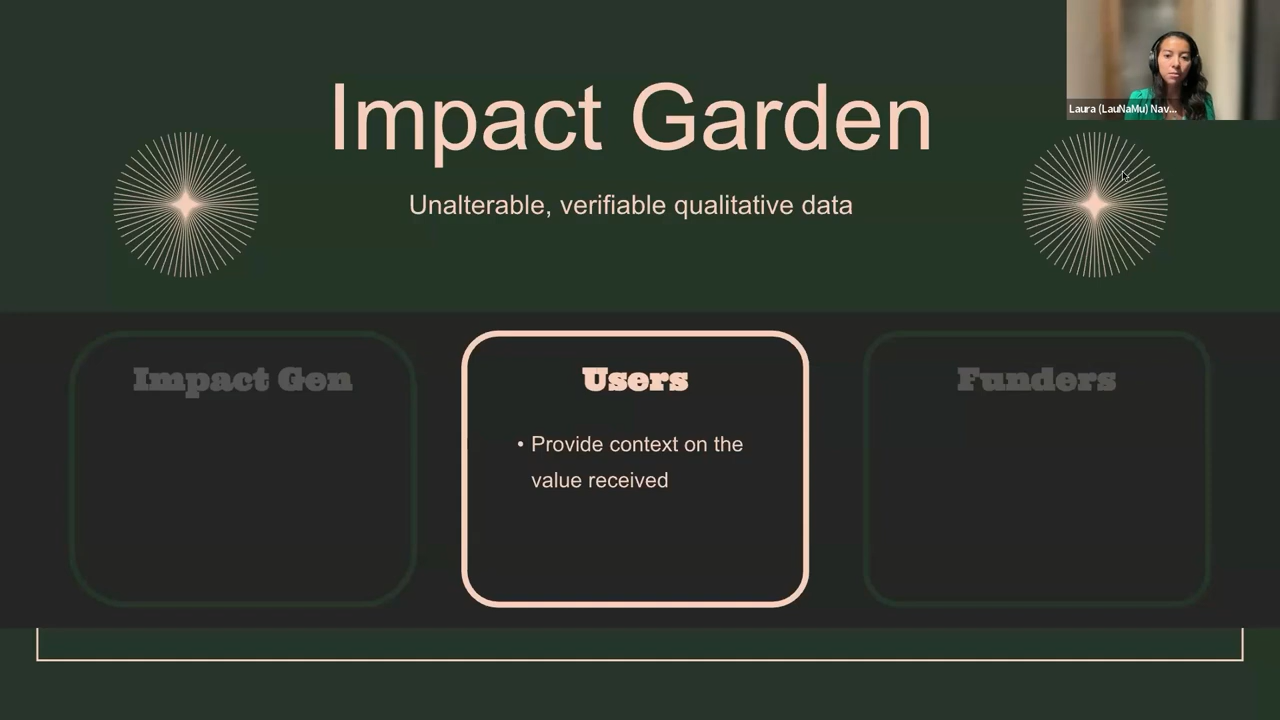 Impact Garden
Laura (LauNaMu) Nav...
Unalterable, verifiable qualitative data
Impact Gen
Users
Funders
• Provide context on the
value received